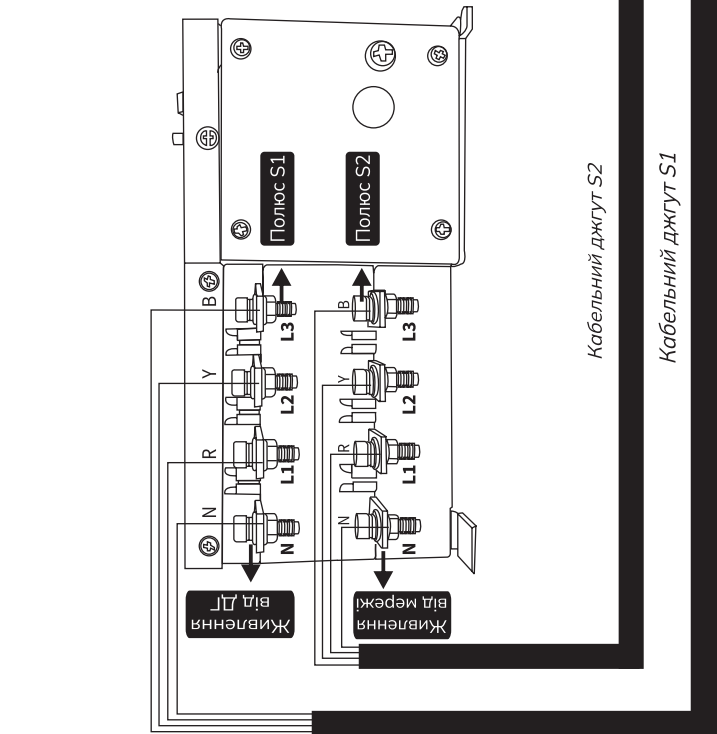 Полюс S1
Полюс S2
Кабельний джгут S2
Кабельний джгут S1
B
Y
R
N
L3
L2
L1
N
B
Y
R
N
L3
L2
L1
N
Живлення
від ДГ
Живлення
від мережі